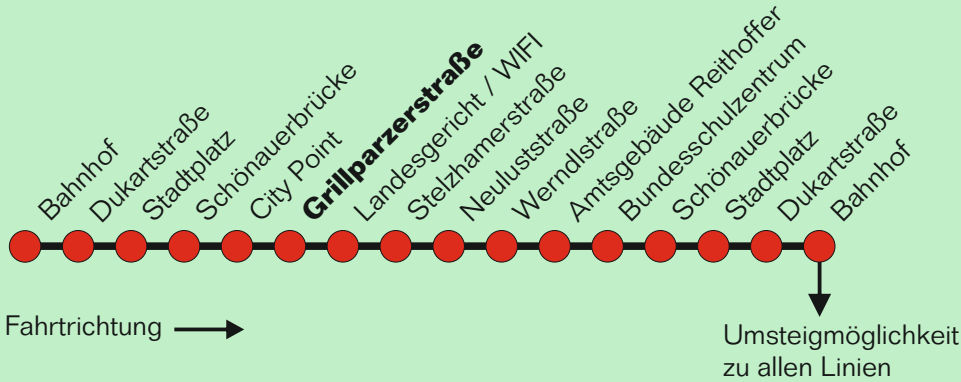 Bahnhof
Dukartstraße
Stadtplatz
Schönauerbrücke
City Point
Grillparzerstraße
Landesgericht / WIFI
Stelzhamerstraße
Neuluststraße
Werndlstraße
Amtsgebäude Reithoffer
Bundesschulzentrum
Schönauerbrücke
Stadtplatz
Dukartstraße
Bahnhof
Fahrtrichtung
Umsteigmöglichkeit
zu allen Linien